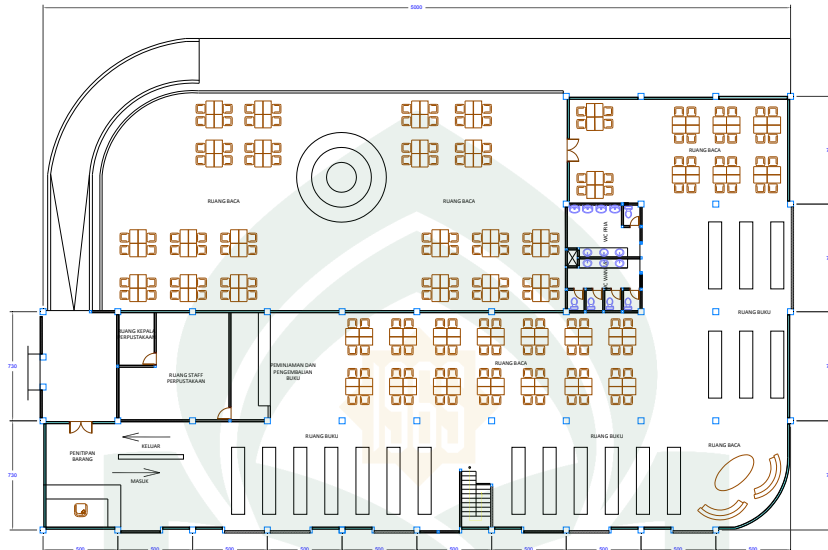 5000
RUANG BACA
RUANG BACA
RUANG BACA
WC PRIA
WC WANITA
RUANG BUKU
RUANG KEPALA
PERPUSTAKAAN
RUANG STAFF
PERPUSTAKAAN
PEMINJAMAN DAN
PENGEMBALIAN
BUKU
RUANG BACA
730
RUANG BUKU
RUANG BUKU
RUANG BACA
KELUAR
PENITIPAN
BARANG
MASUK
730
1963
500
500
500
500
500
500
500
500
500
500